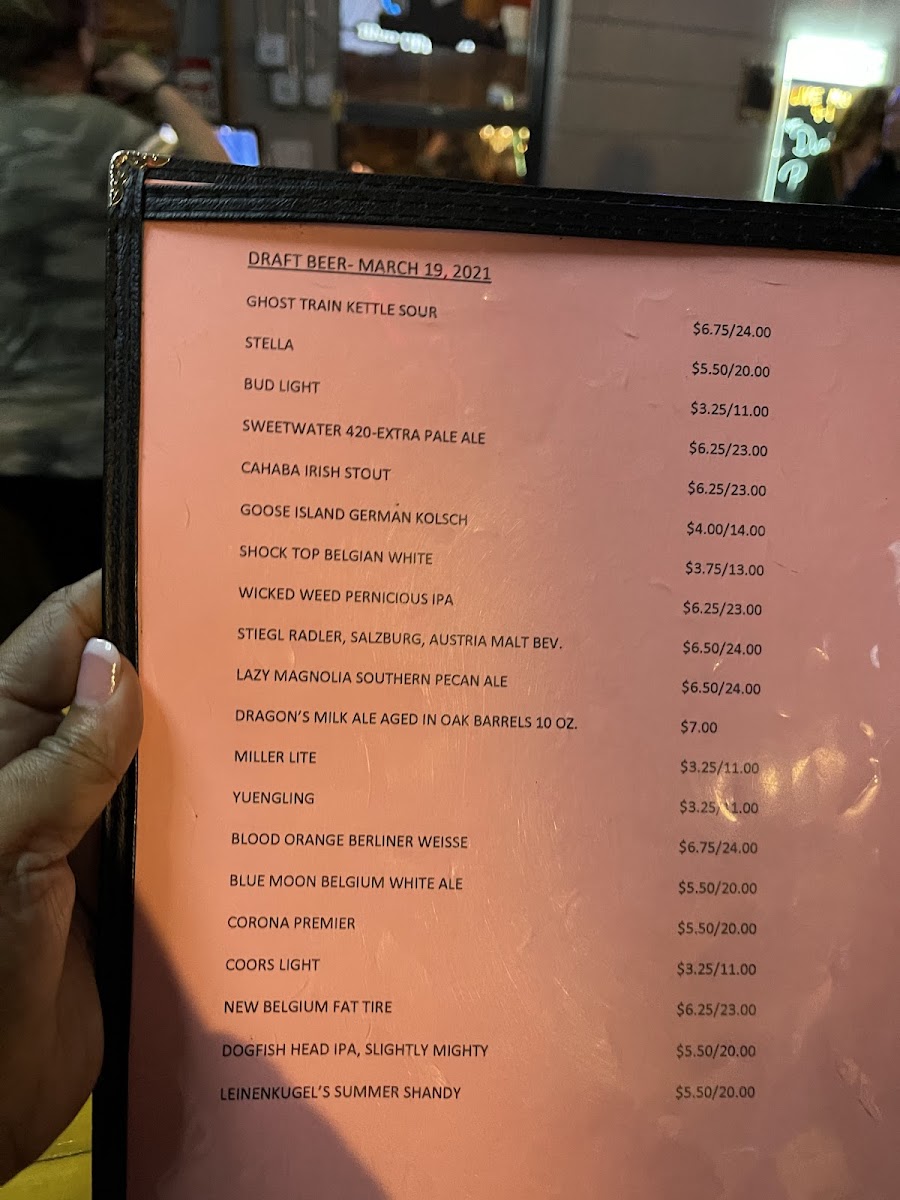 DRAFT BEER- MARCH 19, 2021
GHOST TRAIN KETTLE SOUR $6.75/24.00
STELLA $5.50/20.00
BUD LIGHT $3.25/11.00
SWEETWATER 420-EXTRA PALE ALE $6.25/23.00
CAHABA IRISH STOUT $6.25/23.00
GOOSE ISLAND GERMAN KOLSCH $4.00/14.00
SHOCK TOP BELGIAN WHITE $3.75/13.00
WICKED WEED PERNICIOUS IPA $6.25/23.00
STIEGL RADLER, SALZBURG, AUSTRIA MALT BEV. $6.50/24.00
LAZY MAGNOLIA SOUTHERN PECAN ALE $6.50/24.00
DRAGON'S MILK ALE AGED IN OAK BARRELS 10 OZ. $7.00
MILLER LITE $3.25/11.00
YUENGLING $3.25/11.00
BLOOD ORANGE BERLINER WEISSE $6.75/24.00
BLUE MOON BELGIUM WHITE ALE $5.50/20.00
CORONA PREMIER $5.50/20.00
COORS LIGHT $3.25/11.00
NEW BELGIUM FAT TIRE $6.25/23.00
DOGFISH HEAD IPA, SLIGHTLY MIGHTY $5.50/20.00
LEINENKUGEL'S SUMMER SHANDY $5.50/20.00